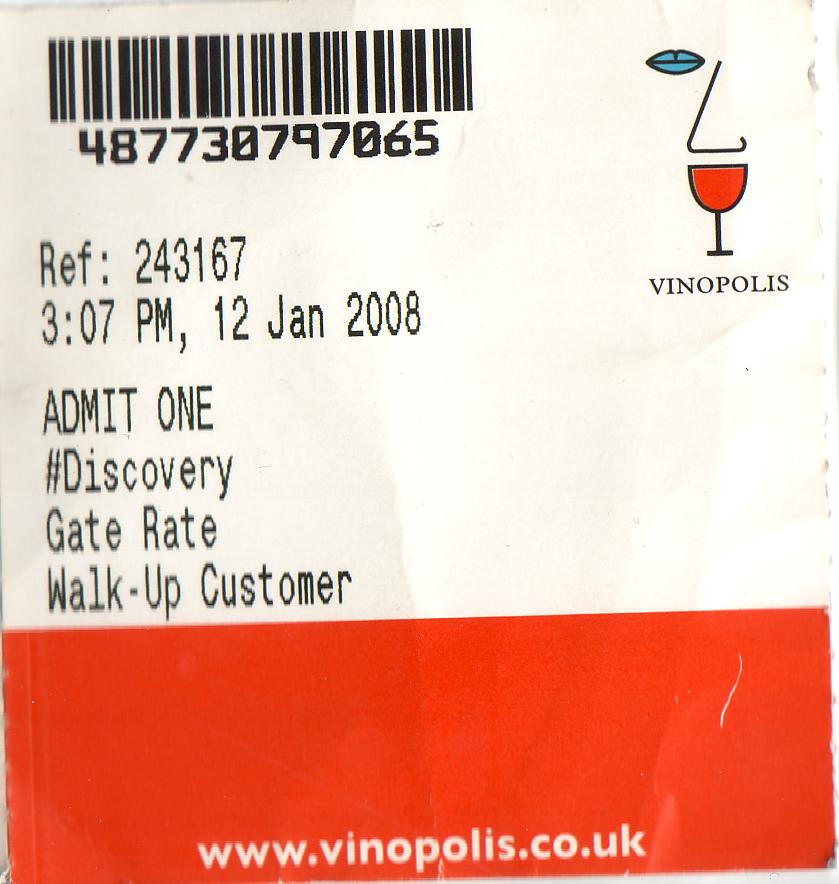 487730797065
VINOPOLIS
Ref: 243167
3:07 PM, 12 Jan 2008
ADMIT ONE
#Discovery
Gate Rate
Walk-Up Customer
www.vinopolis.co.uk